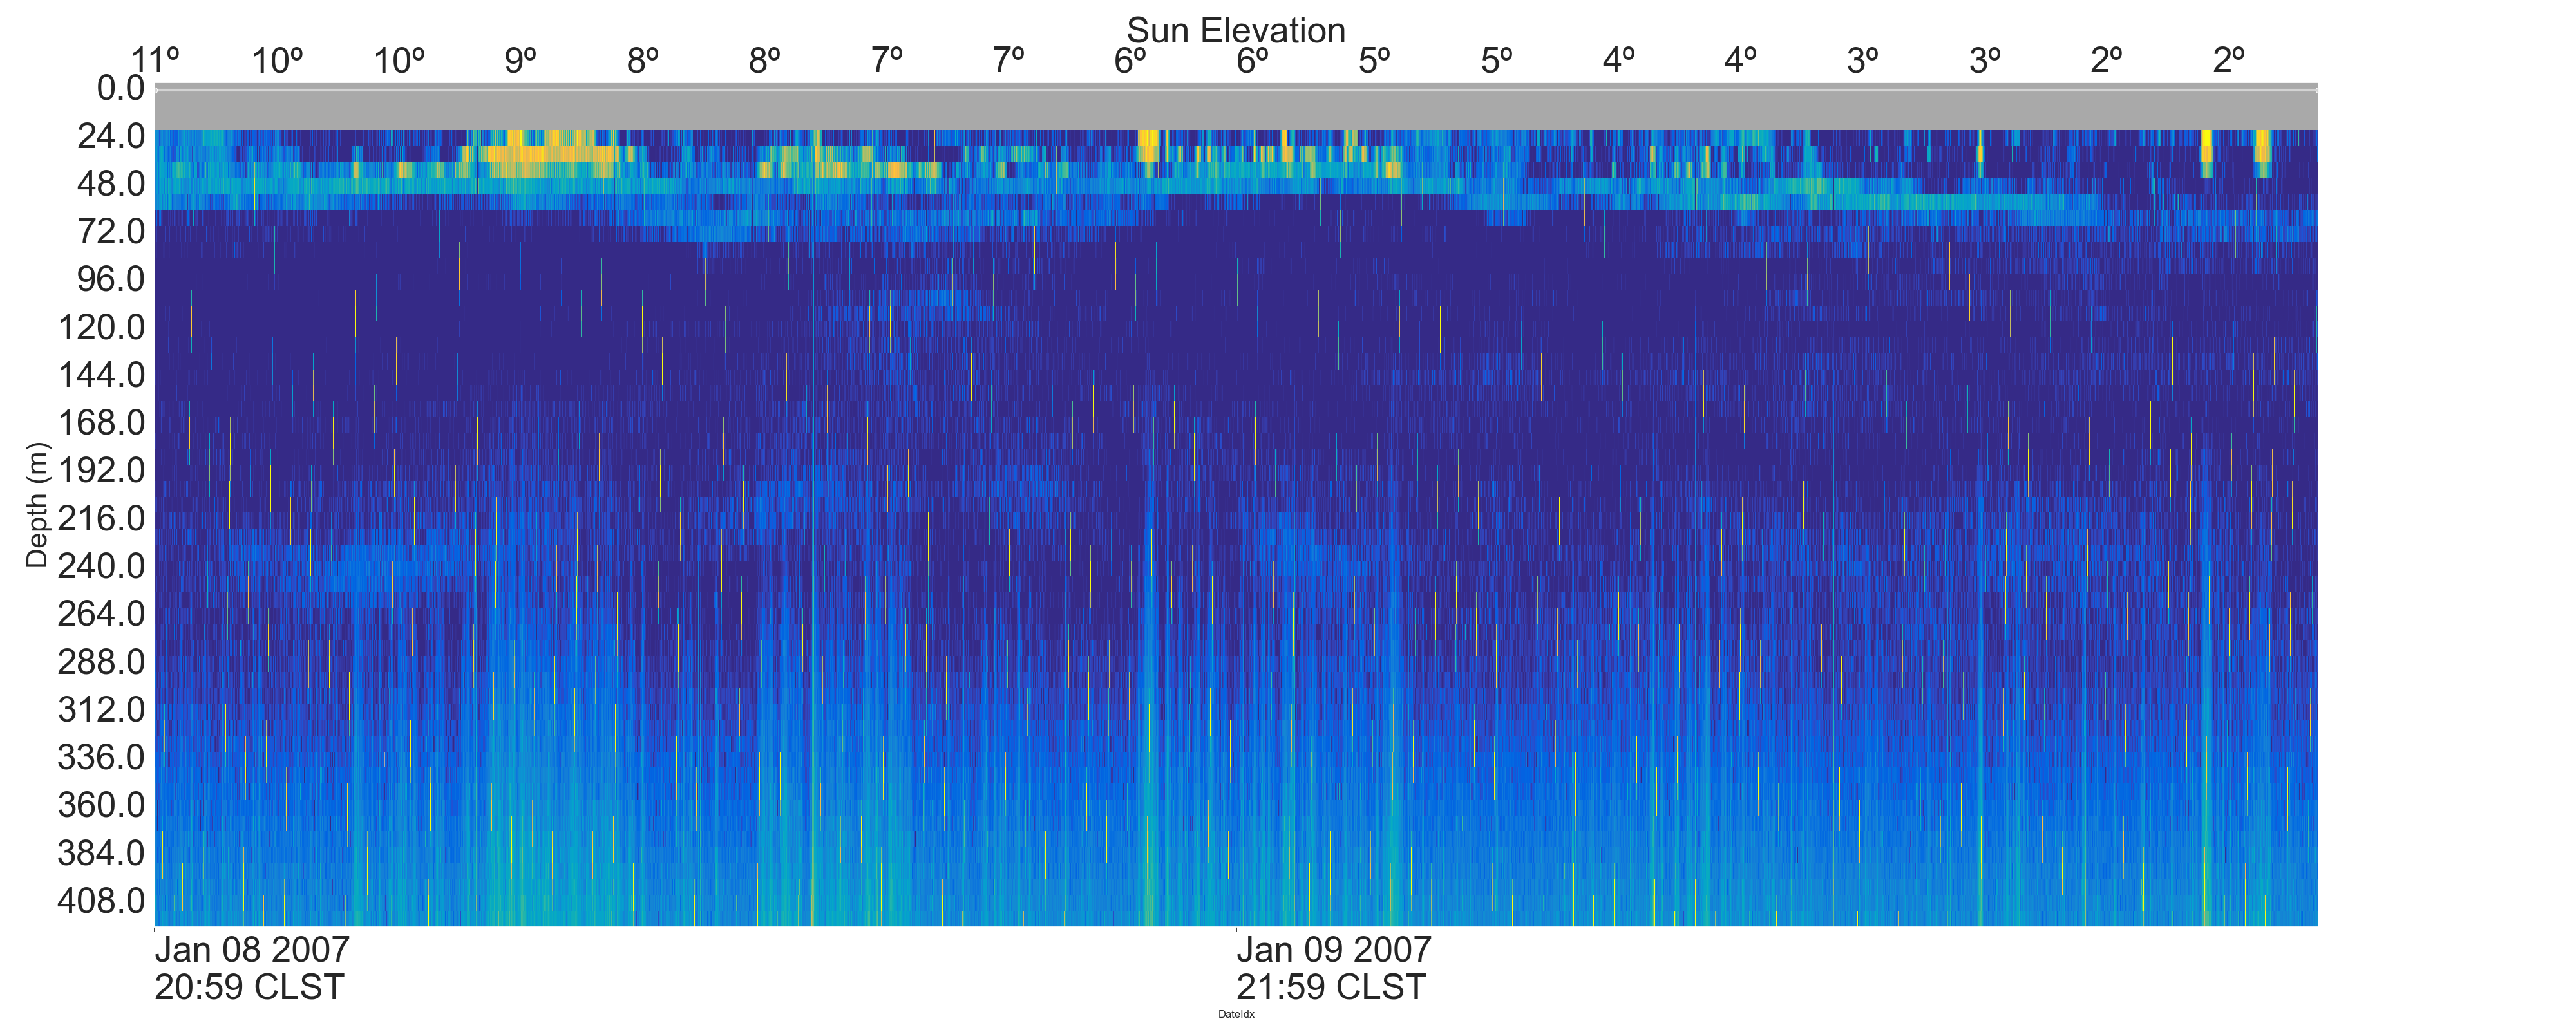 Sun Elevation
11º 10º 10º 9º 8º 8º 7º 7º 6º 6º 5º 5º 4º 4º 3º 3º 2º 2º
0.0
24.0
48.0
72.0
96.0
120.0
144.0
168.0
192.0
216.0
240.0
264.0
288.0
312.0
336.0
360.0
384.0
408.0
Depth (m)
Jan 08 2007
20:59 CLST
Jan 09 2007
21:59 CLST
DateIdx